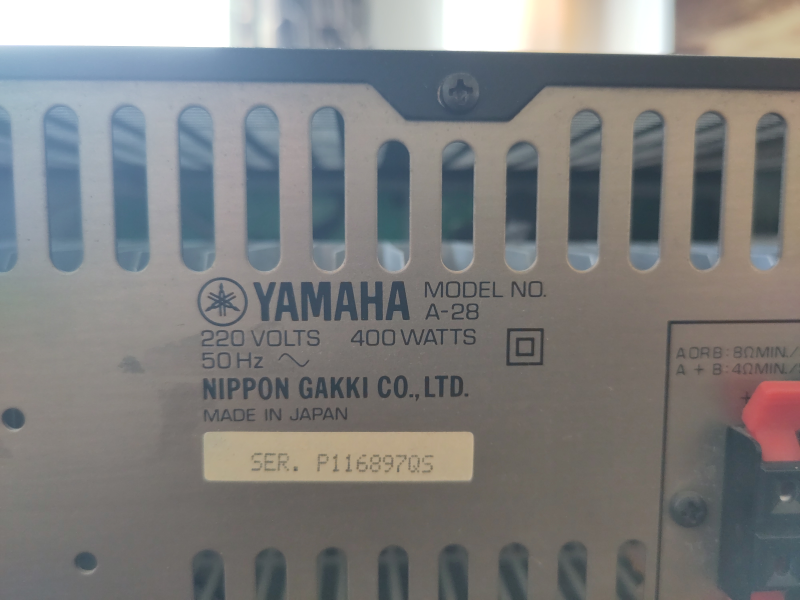 YAMAHA MODEL NO.
A-28
220 VOLTS 400 WATTS
50 Hz ~
NIPPON GAKKI CO., LTD.
MADE IN JAPAN
SER. P116897QS
A OR B : 8ΩMIN./
A + B : 4ΩMIN./
+